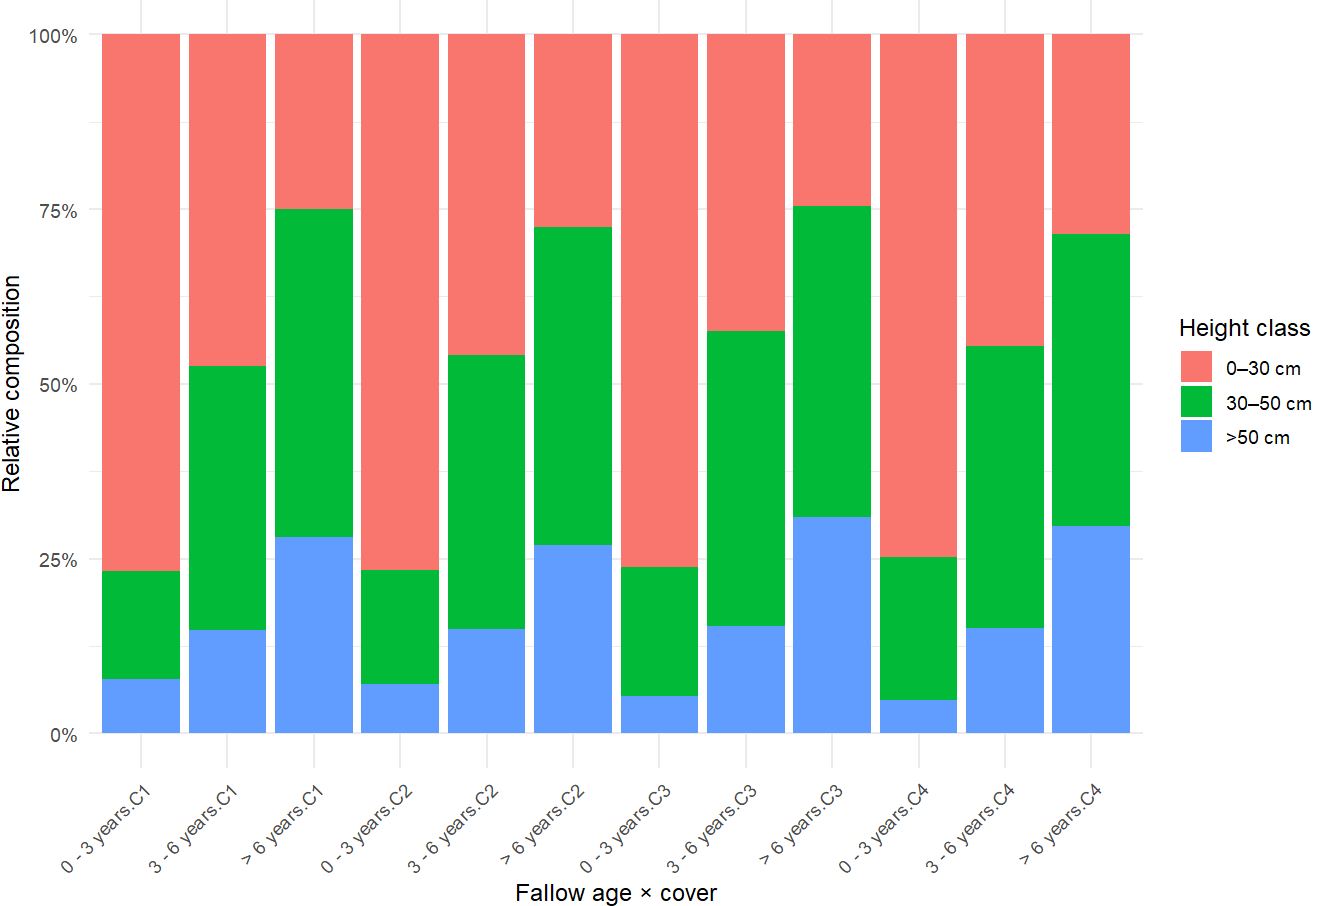 100%
75%
50%
25%
0%
Relative composition
0 - 3 years.C1
3 - 6 years.C1
> 6 years.C1
0 - 3 years.C2
3 - 6 years.C2
> 6 years.C2
0 - 3 years.C3
3 - 6 years.C3
> 6 years.C3
0 - 3 years.C4
3 - 6 years.C4
> 6 years.C4
Fallow age × cover
Height class
0–30 cm
30–50 cm
>50 cm